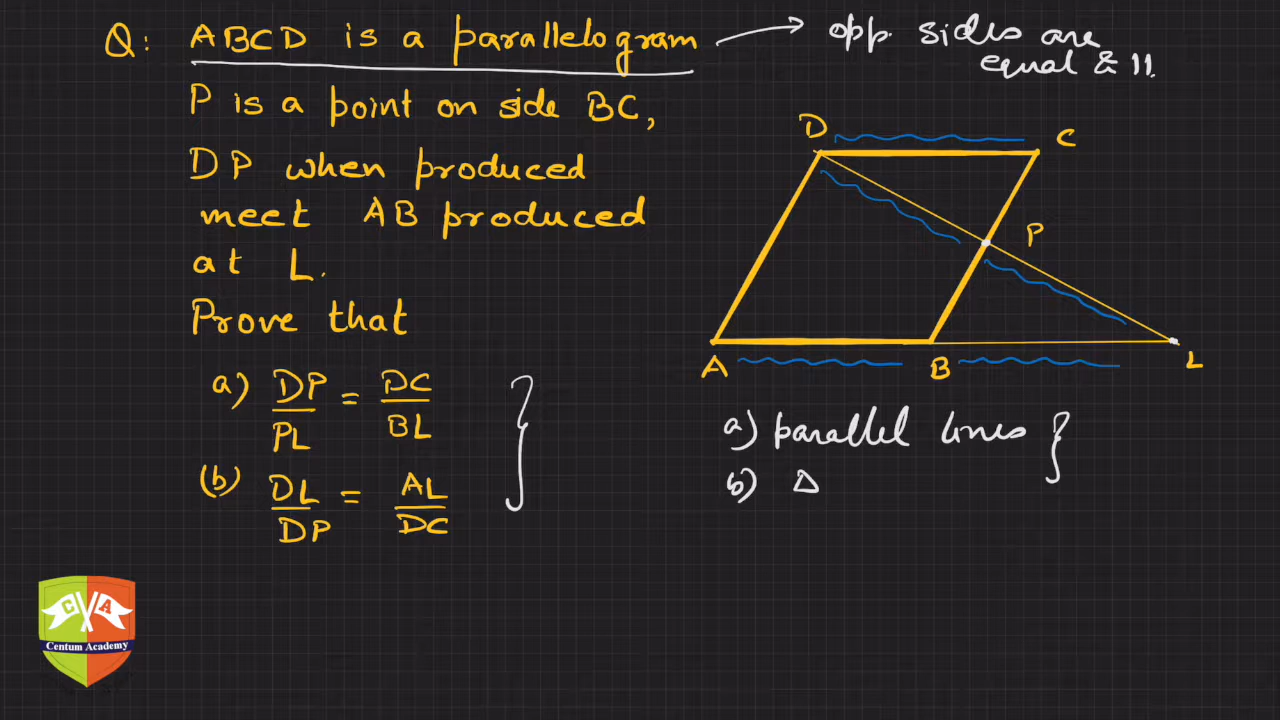 Q: ABCD is a parallelogram → opp. sides are
equal & ||.
P is a point on side BC,
DP when produced
meet AB produced
at L.
Prove that
a) DP/PL = DC/BL
(b) DL/DP = AL/DC
D
C
P
A
B
L
a) parallel lines
b) Δ
C A
Centum Academy